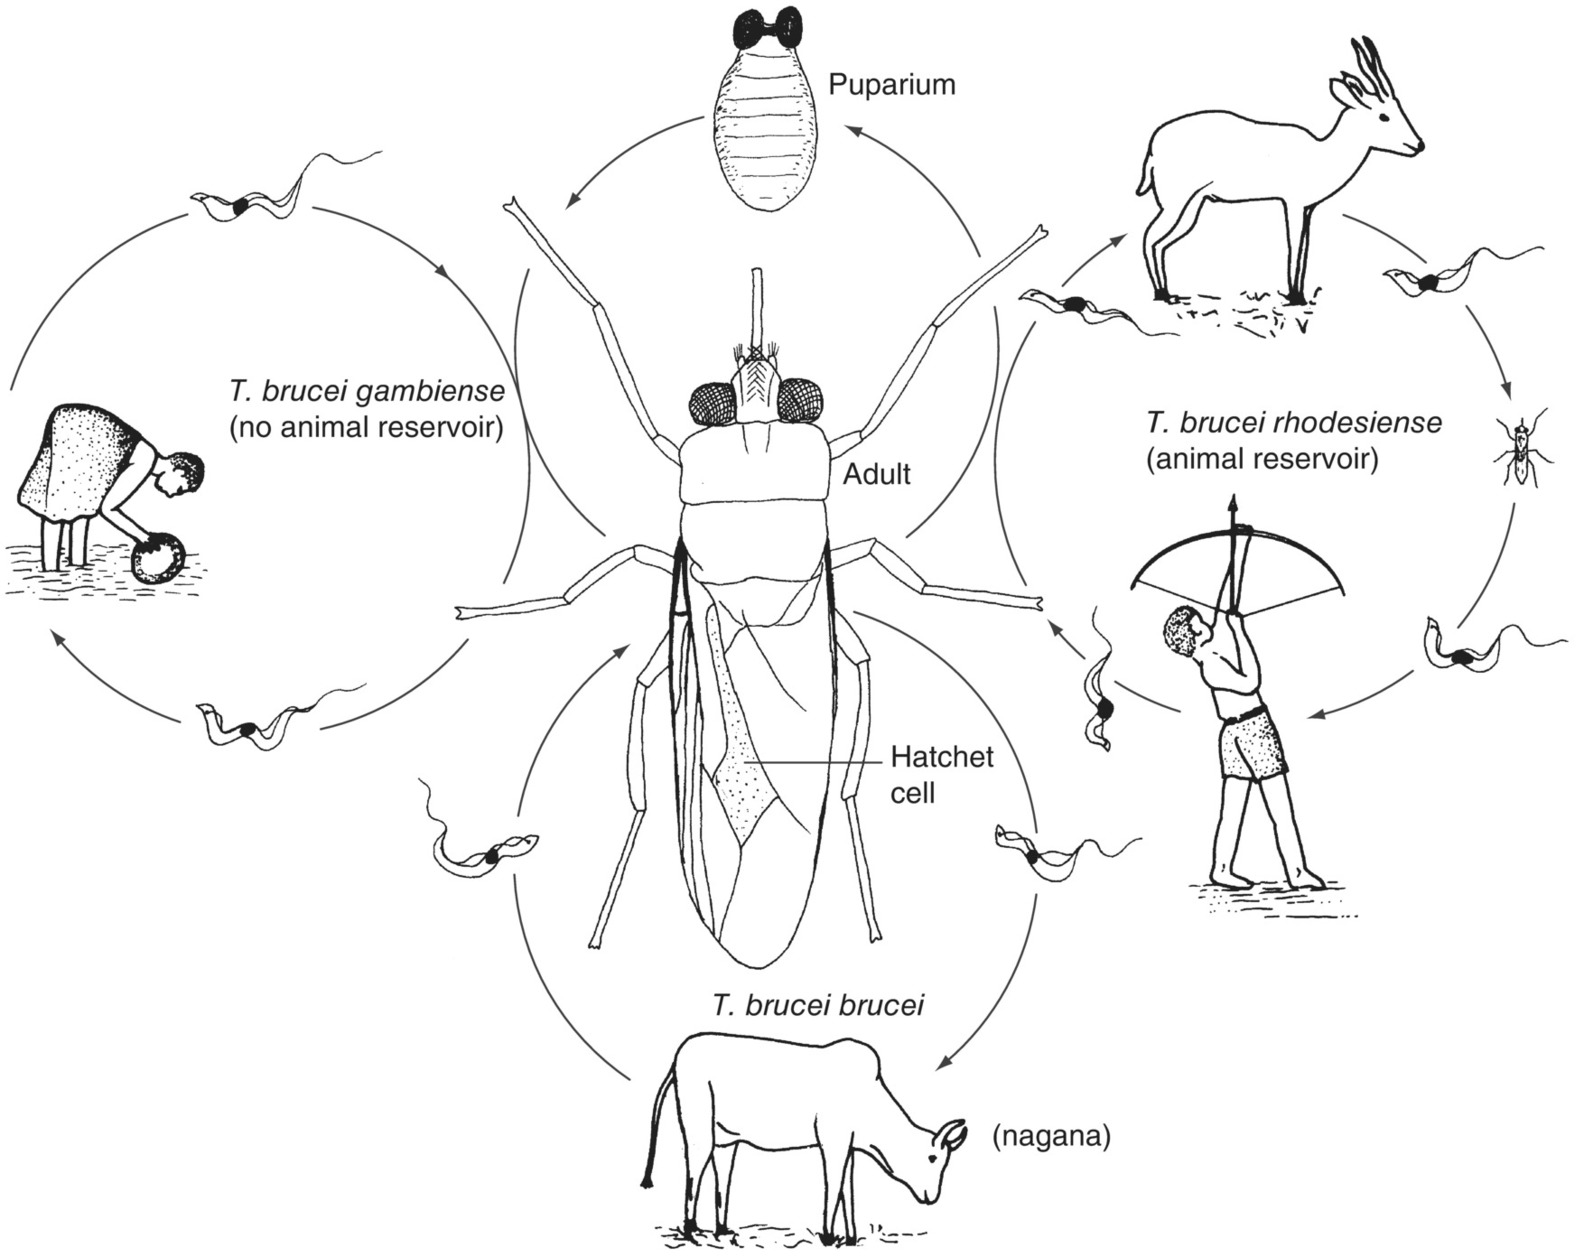 Puparium
T. brucei gambiense
(no animal reservoir)
T. brucei rhodesiense
(animal reservoir)
Adult
Hatchet
cell
T. brucei brucei
(nagana)